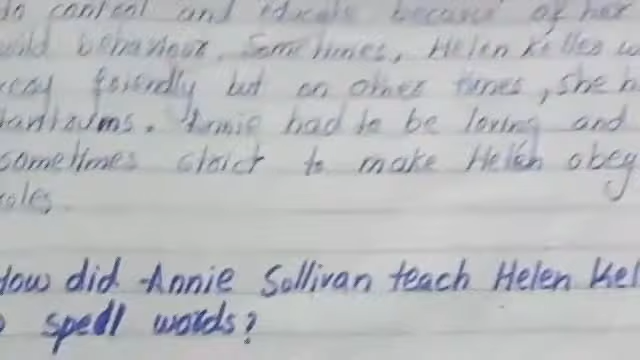 to control and educate because of her
wild behaviour. Sometimes, Helen Keller w
very friendly but on other times, she h
tantrums. Annie had to be loving and
sometimes strict to make Helen obey
rules.
How did Annie Sullivan teach Helen Kel
to spell words?